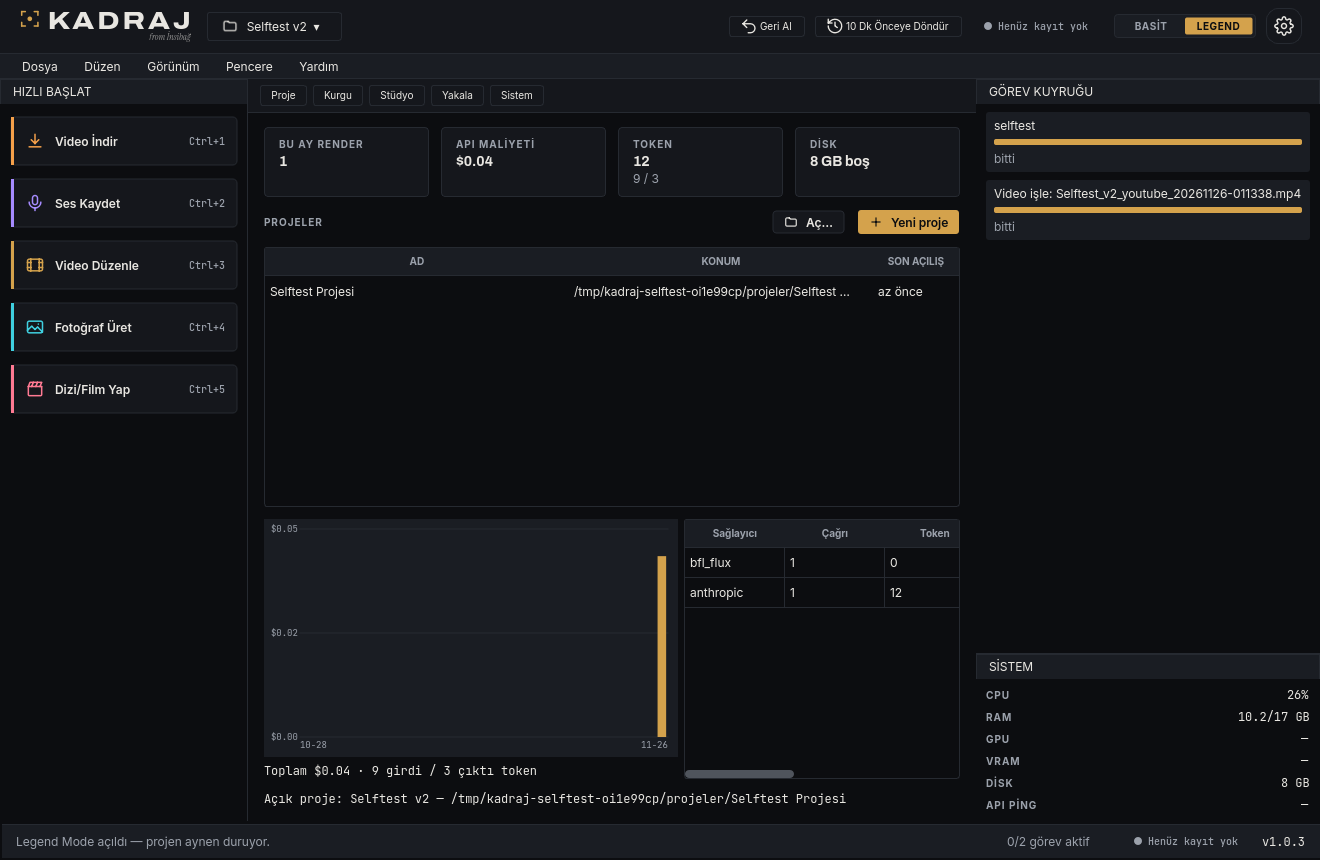 KADRAJ
from hubağ
Selftest v2 ▾
Geri Al
10 Dk Önceye Döndür
Henüz kayıt yok
BASİT
LEGEND
Dosya
Düzen
Görünüm
Pencere
Yardım
HIZLI BAŞLAT
Video İndir Ctrl+1
Ses Kaydet Ctrl+2
Video Düzenle Ctrl+3
Fotoğraf Üret Ctrl+4
Dizi/Film Yap Ctrl+5
Proje
Kurgu
Stüdyo
Yakala
Sistem
BU AY RENDER
1
API MALİYETİ
$0.04
TOKEN
12
9 / 3
DİSK
8 GB boş
PROJELER
Aç...
Yeni proje
AD KONUM SON AÇILIŞ
Selftest Projesi /tmp/kadraj-selftest-oi1e99cp/projeler/Selftest ... az önce
$0.05
$0.02
$0.00
10-28 11-26
Sağlayıcı Çağrı Token
bfl_flux 1 0
anthropic 1 12
Toplam $0.04 · 9 girdi / 3 çıktı token
Açık proje: Selftest v2 — /tmp/kadraj-selftest-oi1e99cp/projeler/Selftest Projesi
GÖREV KUYRUĞU
selftest
bitti
Video işle: Selftest_v2_youtube_20261126-011338.mp4
bitti
SİSTEM
CPU 26%
RAM 10.2/17 GB
GPU —
VRAM —
DİSK 8 GB
API PİNG —
Legend Mode açıldı — projen aynen duruyor.
0/2 görev aktif
Henüz kayıt yok
v1.0.3